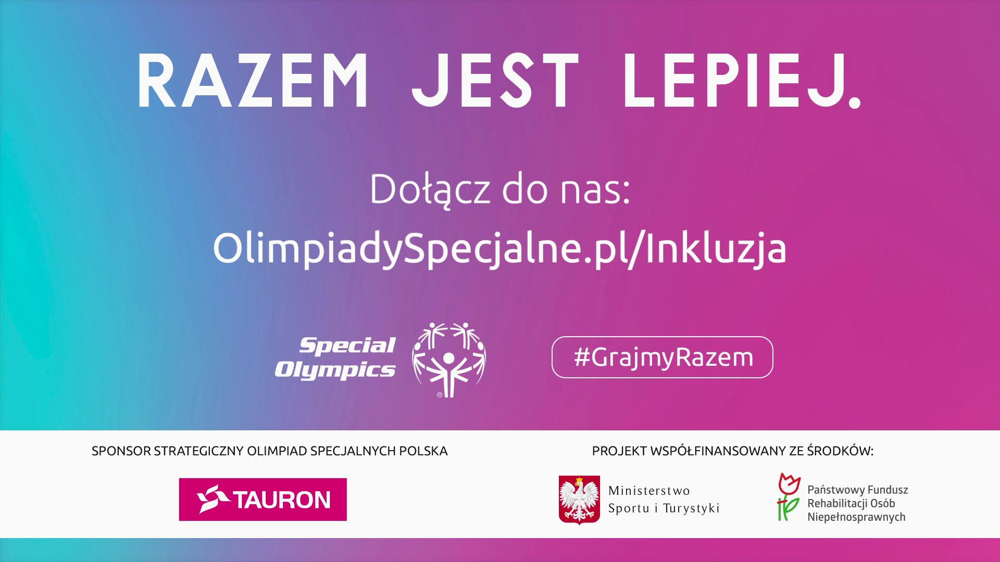 RAZEM JEST LEPIEJ.
Dołącz do nas:
OlimpiadySpecjalne.pl/Inkluzja
Special
Olympics
®
#GrajmyRazem
SPONSOR STRATEGICZNY OLIMPIAD SPECJALNYCH POLSKA
TAURON
PROJEKT WSPÓŁFINANSOWANY ZE ŚRODKÓW:
Ministerstwo
Sportu i Turystyki
Państwowy Fundusz
Rehabilitacji Osób
Niepełnosprawnych